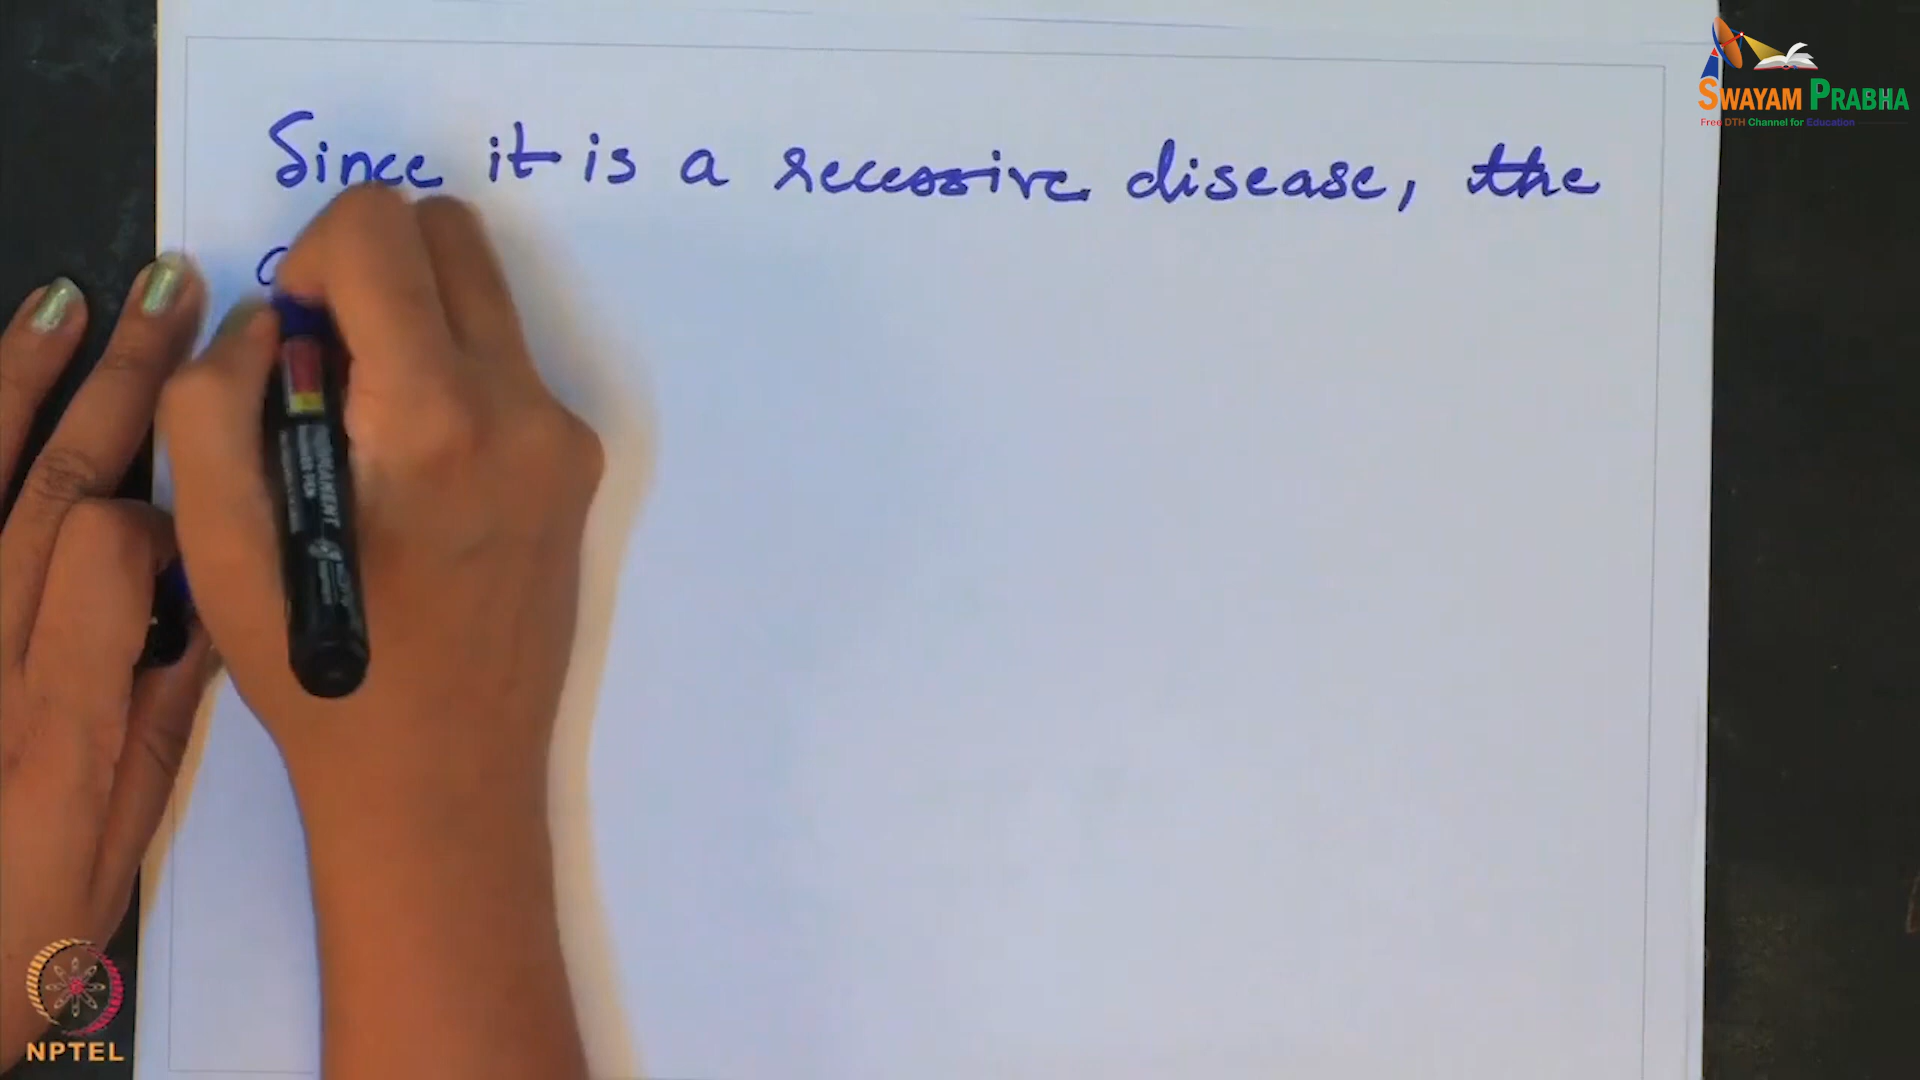 SWAYAM PRABHA
Free DTH Channel for Education
Since it is a recessive disease, the
NPTEL